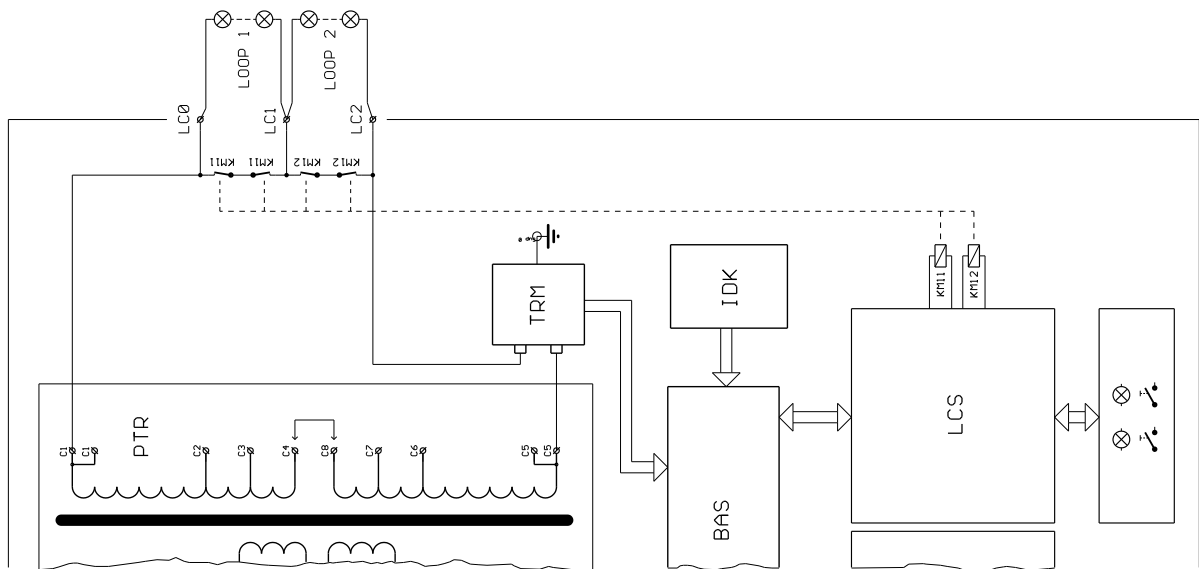 LOOP 1
LOOP 2
LC0
LC1
LC2
KM11
KM11
KM12
KM12
TRM
IDK
KM11
KM12
PTR
LCS
C1
C1
C2
C3
C4
C8
C7
C6
C5
C5
BAS